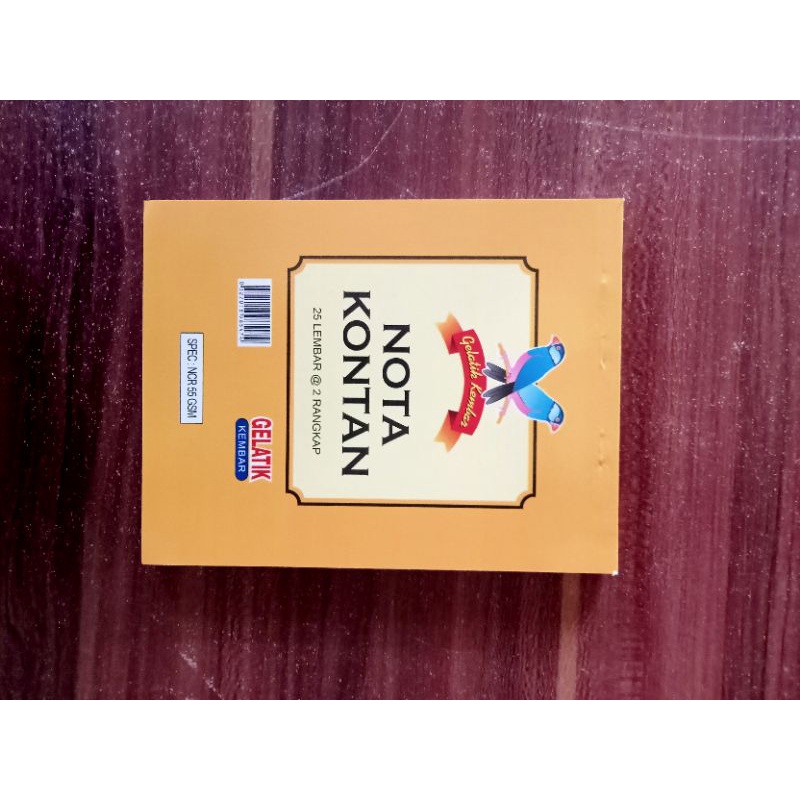 Gelatik Kembar
NOTA
KONTAN
25 LEMBAR @ 2 RANGKAP
GELATIK
KEMBAR
SPEC : NCR 55 GSM